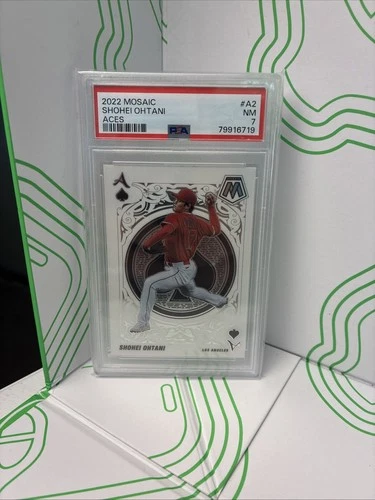 2022 MOSAIC #A2
SHOHEI OHTANI NM
ACES 7
PSA 79916719
A M
SHOHEI OHTANI LOS ANGELES
A